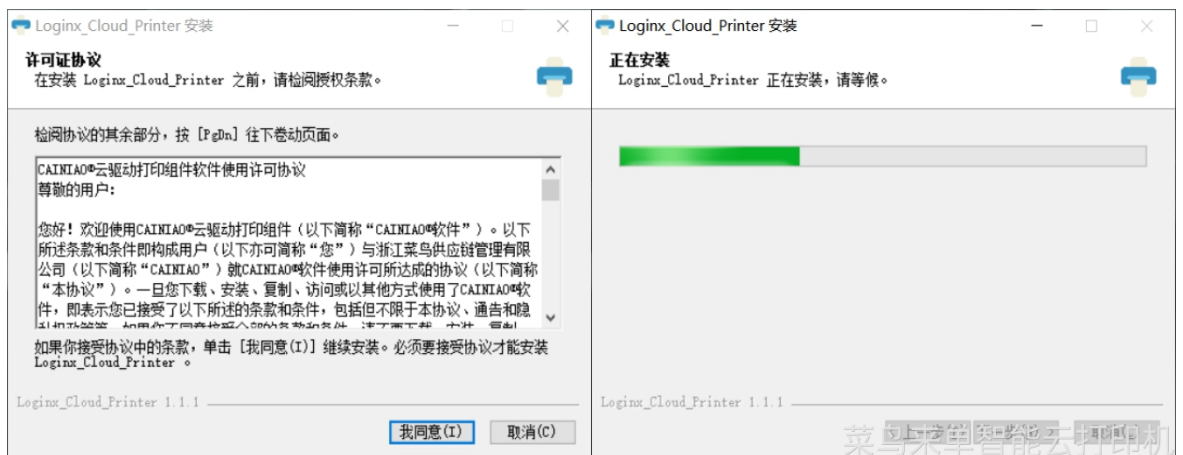 Loginx_Cloud_Printer 安装
许可证协议
在安装 Loginx_Cloud_Printer 之前，请检阅授权条款。
检阅协议的其余部分，按 [PgDn] 往下卷动页面。
CAINIAO®云驱动打印组件软件使用许可协议
尊敬的用户：
您好！欢迎使用CAINIAO®云驱动打印组件（以下简称“CAINIAO®软件”）。以下
所述条款和条件即构成用户（以下亦可简称“您”）与浙江菜鸟供应链管理有限
公司（以下简称“CAINIAO”）就CAINIAO®软件使用许可所达成的协议（以下简称
“本协议”）。一旦您下载、安装、复制、访问或以其他方式使用了CAINIAO®软
件，即表示您已接受了以下所述的条款和条件，包括但不限于本协议、通告和隐
如果你接受协议中的条款，单击 [我同意(I)] 继续安装。必须要接受协议才能安装
Loginx_Cloud_Printer 。
Loginx_Cloud_Printer 1.1.1
我同意(I)
取消(C)
Loginx_Cloud_Printer 安装
正在安装
Loginx_Cloud_Printer 正在安装，请等候。
Loginx_Cloud_Printer 1.1.1
菜鸟来单智能云打印机